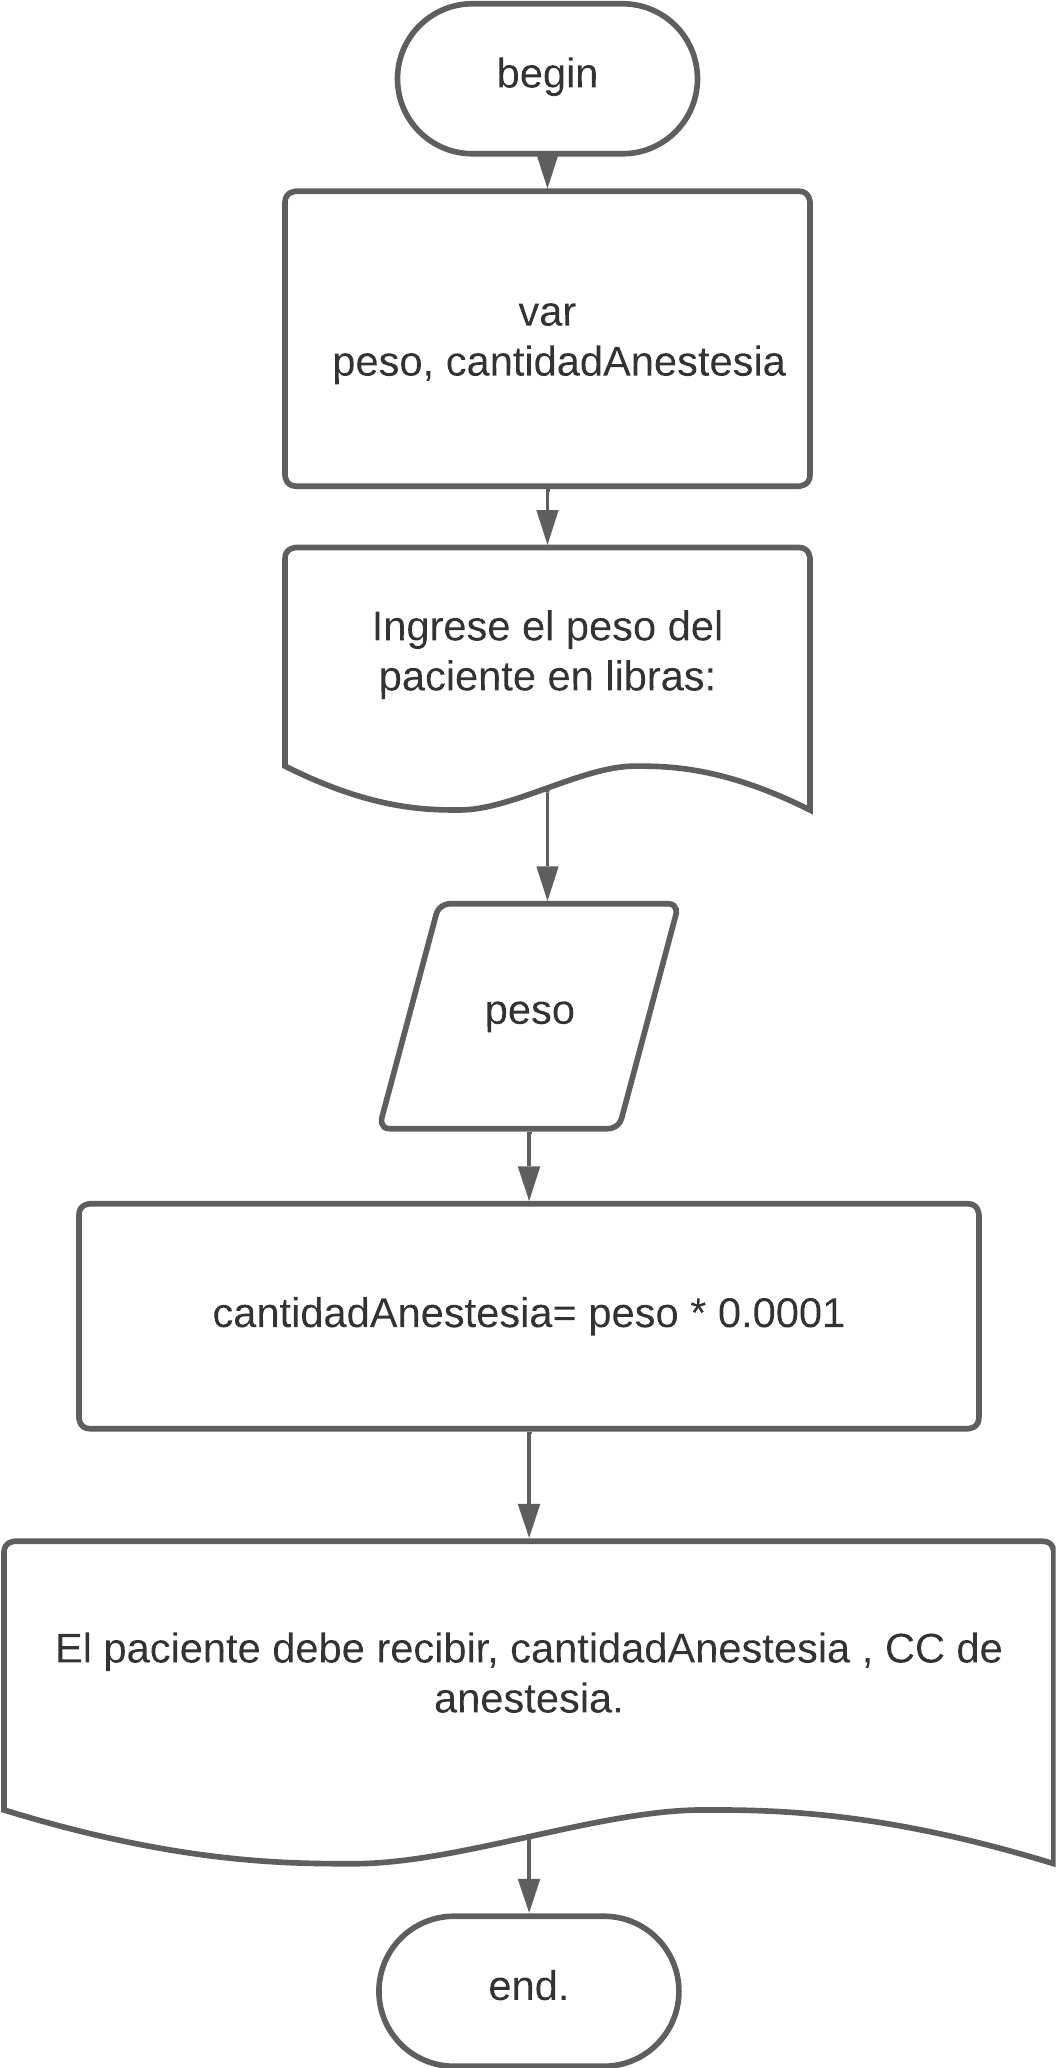 begin
var
peso, cantidadAnestesia
Ingrese el peso del
paciente en libras:
peso
cantidadAnestesia= peso * 0.0001
El paciente debe recibir, cantidadAnestesia , CC de
anestesia.
end.